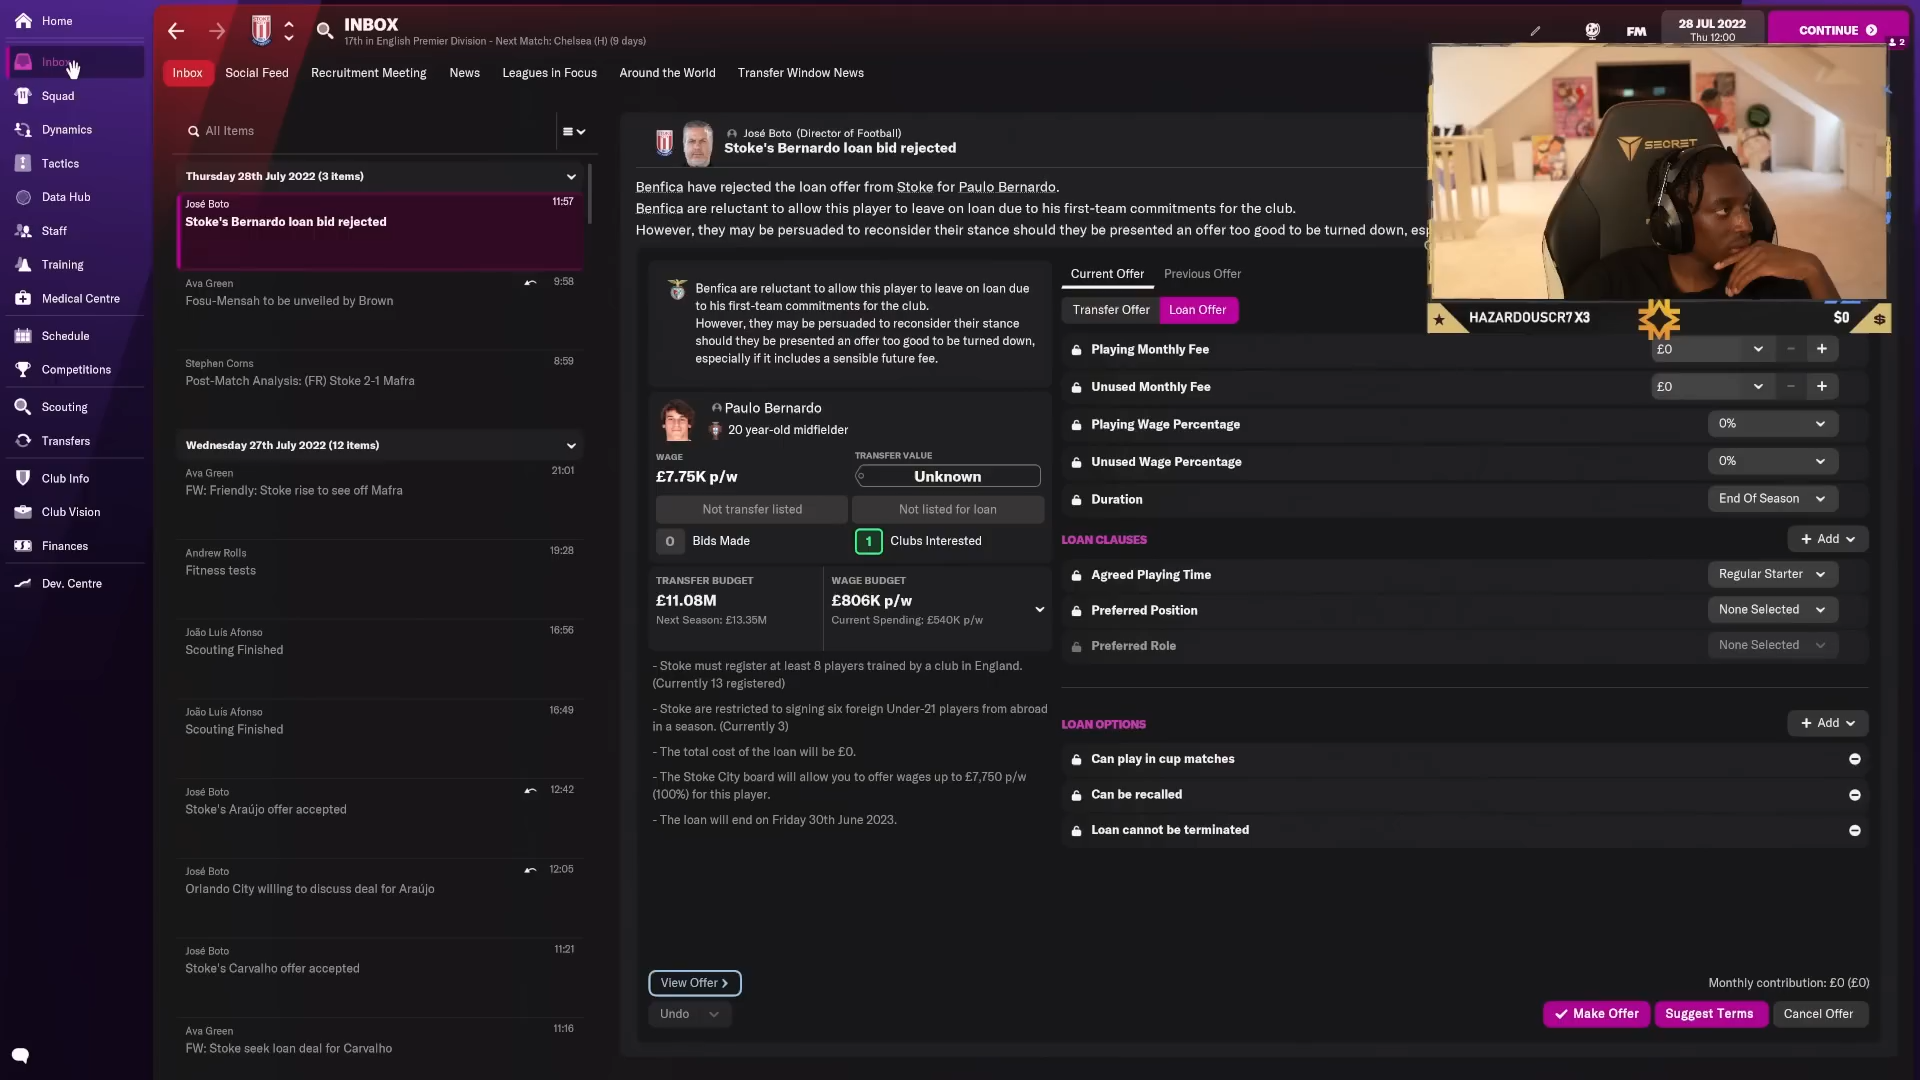 Home
Inbox
Squad
Dynamics
Tactics
Data Hub
Staff
Training
Medical Centre
Schedule
Competitions
Scouting
Transfers
Club Info
Club Vision
Finances
Dev. Centre
INBOX
17th in English Premier Division - Next Match: Chelsea (H) (9 days)
FM
28 JUL 2022
Thu 12:00
CONTINUE
2
Inbox
Social Feed
Recruitment Meeting
News
Leagues in Focus
Around the World
Transfer Window News
All Items
Thursday 28th July 2022 (3 items)
José Boto 11:57
Stoke's Bernardo loan bid rejected
Ava Green 9:58
Fosu-Mensah to be unveiled by Brown
Stephen Corns 8:59
Post-Match Analysis: (FR) Stoke 2-1 Mafra
Wednesday 27th July 2022 (12 items)
Ava Green 21:01
FW: Friendly: Stoke rise to see off Mafra
Andrew Rolls 19:28
Fitness tests
João Luís Afonso 16:56
Scouting Finished
João Luís Afonso 16:49
Scouting Finished
José Boto 12:42
Stoke's Araújo offer accepted
José Boto 12:05
Orlando City willing to discuss deal for Araújo
José Boto 11:21
Stoke's Carvalho offer accepted
Ava Green 11:16
FW: Stoke seek loan deal for Carvalho
José Boto (Director of Football)
Stoke's Bernardo loan bid rejected
Benfica have rejected the loan offer from Stoke for Paulo Bernardo.
Benfica are reluctant to allow this player to leave on loan due to his first-team commitments for the club.
However, they may be persuaded to reconsider their stance should they be presented an offer too good to be turned down,
Benfica are reluctant to allow this player to leave on loan due
to his first-team commitments for the club.
However, they may be persuaded to reconsider their stance
should they be presented an offer too good to be turned down,
especially if it includes a sensible future fee.
Paulo Bernardo
20 year-old midfielder
WAGE
£7.75K p/w
TRANSFER VALUE
Unknown
Not transfer listed
Not listed for loan
0 Bids Made
1 Clubs Interested
TRANSFER BUDGET
£11.08M
Next Season: £13.35M
WAGE BUDGET
£806K p/w
Current Spending: £540K p/w
- Stoke must register at least 8 players trained by a club in England.
(Currently 13 registered)
- Stoke are restricted to signing six foreign Under-21 players from abroad
in a season. (Currently 3)
- The total cost of the loan will be £0.
- The Stoke City board will allow you to offer wages up to £7,750 p/w
(100%) for this player.
- The loan will end on Friday 30th June 2023.
View Offer
Undo
Current Offer
Previous Offer
Transfer Offer
Loan Offer
Playing Monthly Fee £0
Unused Monthly Fee £0
Playing Wage Percentage 0%
Unused Wage Percentage 0%
Duration End Of Season
LOAN CLAUSES + Add
Agreed Playing Time Regular Starter
Preferred Position None Selected
Preferred Role None Selected
LOAN OPTIONS + Add
Can play in cup matches
Can be recalled
Loan cannot be terminated
Monthly contribution: £0 (£0)
Make Offer
Suggest Terms
Cancel Offer
SECRET
HAZARDOUSCR7 X3
$0